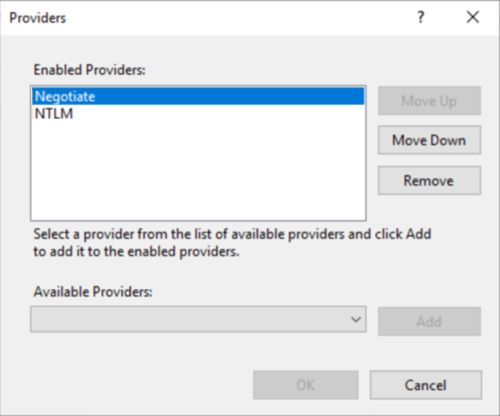 Providers
?
Enabled Providers:
Negotiate
NTLM
Move Up
Move Down
Remove
Select a provider from the list of available providers and click Add
to add it to the enabled providers.
Available Providers:
Add
OK
Cancel